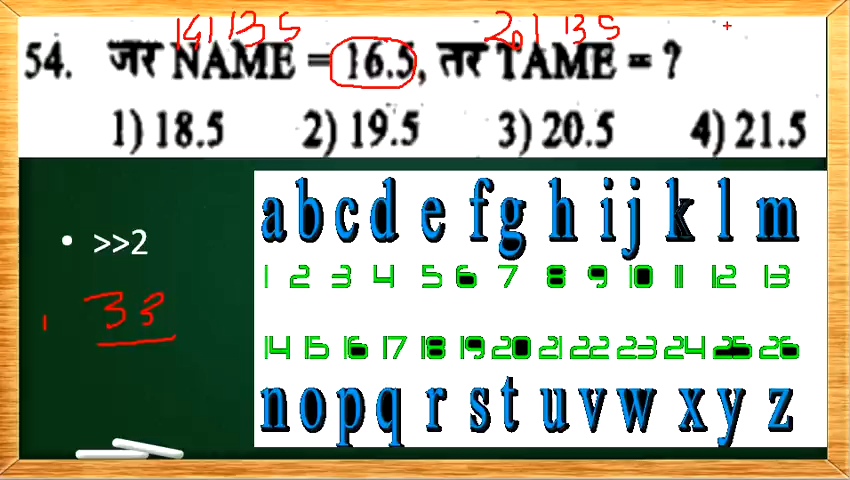 14 1 13 5 20 1 13 5
54. जर NAME = 16.5, तर TAME = ?
1) 18.5 2) 19.5 3) 20.5 4) 21.5
• >>2
33
a b c d e f g h i j k l m
1 2 3 4 5 6 7 8 9 10 11 12 13
14 15 16 17 18 19 20 21 22 23 24 25 26
n o p q r s t u v w x y z